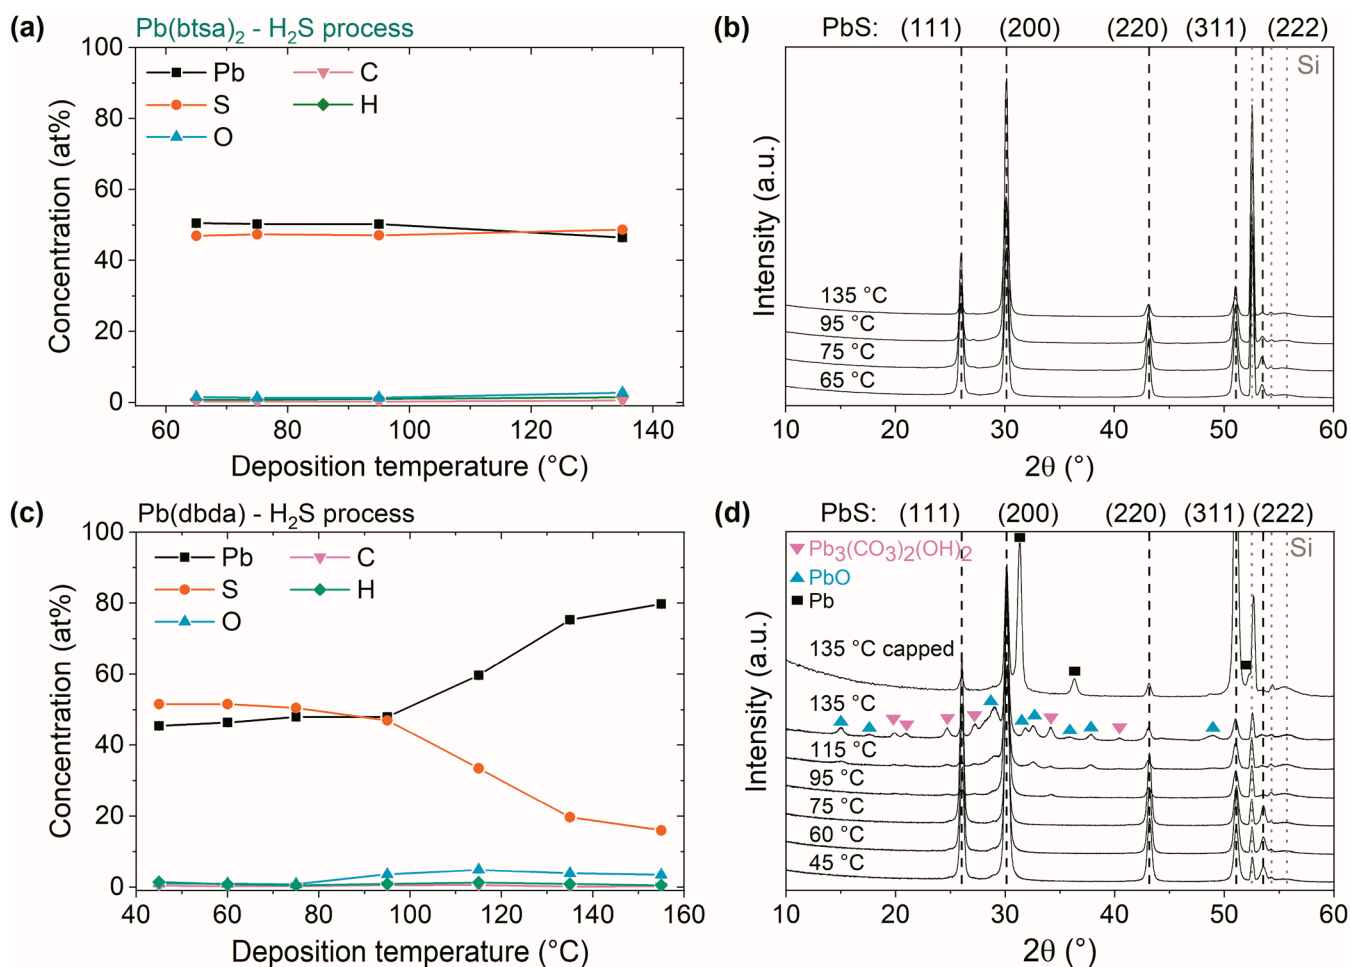 (a) Pb(btsa)2 - H2S process
Pb C
S H
O
Concentration (at%)
100
80
60
40
20
0
60 80 100 120 140
Deposition temperature (°C)
(b) PbS: (111) (200) (220) (311) (222)
Si
Intensity (a.u.)
135 °C
95 °C
75 °C
65 °C
10 20 30 40 50 60
2θ (°)
(c) Pb(dbda) - H2S process
Pb C
S H
O
Concentration (at%)
100
80
60
40
20
0
40 60 80 100 120 140 160
Deposition temperature (°C)
(d) PbS: (111) (200) (220) (311) (222)
Si
Pb3(CO3)2(OH)2
PbO
Pb
Intensity (a.u.)
135 °C capped
135 °C
115 °C
95 °C
75 °C
60 °C
45 °C
10 20 30 40 50 60
2θ (°)